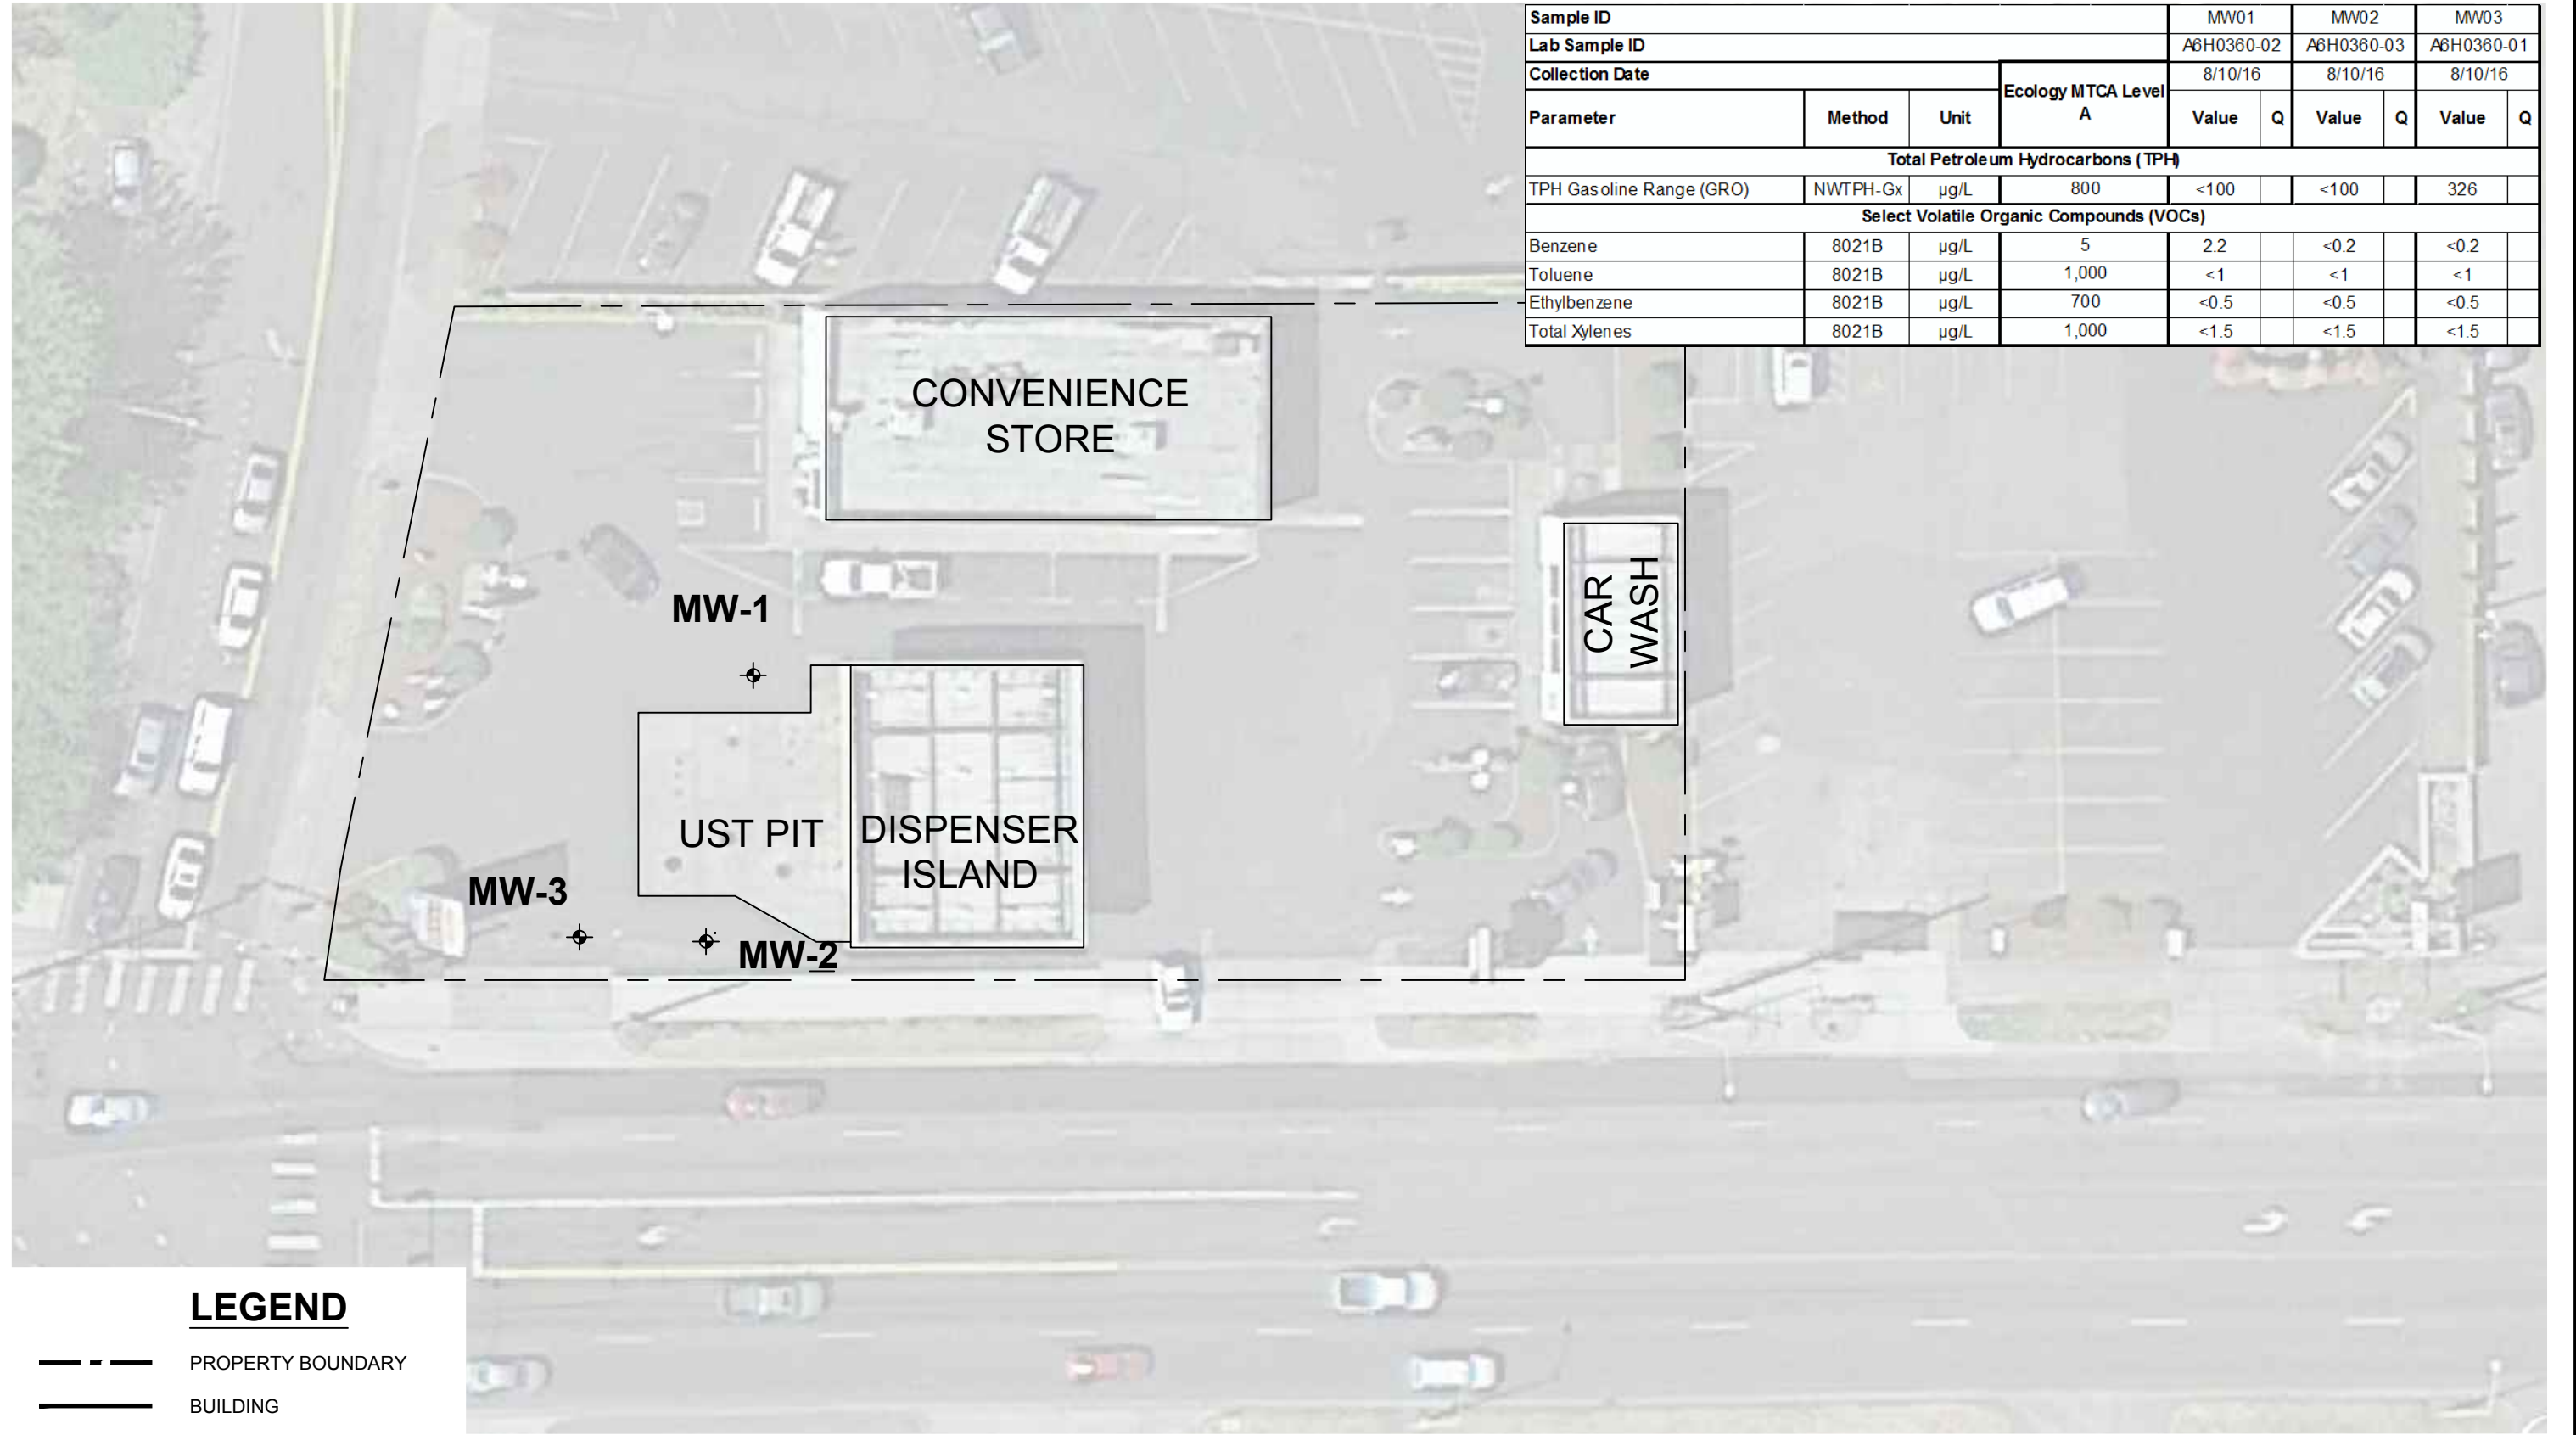 Sample ID MW01 MW02 MW03
Lab Sample ID A6H0360-02 A6H0360-03 A6H0360-01
Collection Date Ecology MTCA Level A 8/10/16 8/10/16 8/10/16
Parameter Method Unit Value Q Value Q Value Q
Total Petroleum Hydrocarbons (TPH)
TPH Gasoline Range (GRO) NWTPH-Gx µg/L 800 <100 <100 326
Select Volatile Organic Compounds (VOCs)
Benzene 8021B µg/L 5 2.2 <0.2 <0.2
Toluene 8021B µg/L 1,000 <1 <1 <1
Ethylbenzene 8021B µg/L 700 <0.5 <0.5 <0.5
Total Xylenes 8021B µg/L 1,000 <1.5 <1.5 <1.5
CONVENIENCE
STORE
CAR
WASH
MW-1
UST PIT
DISPENSER
ISLAND
MW-3
MW-2
LEGEND
PROPERTY BOUNDARY
BUILDING